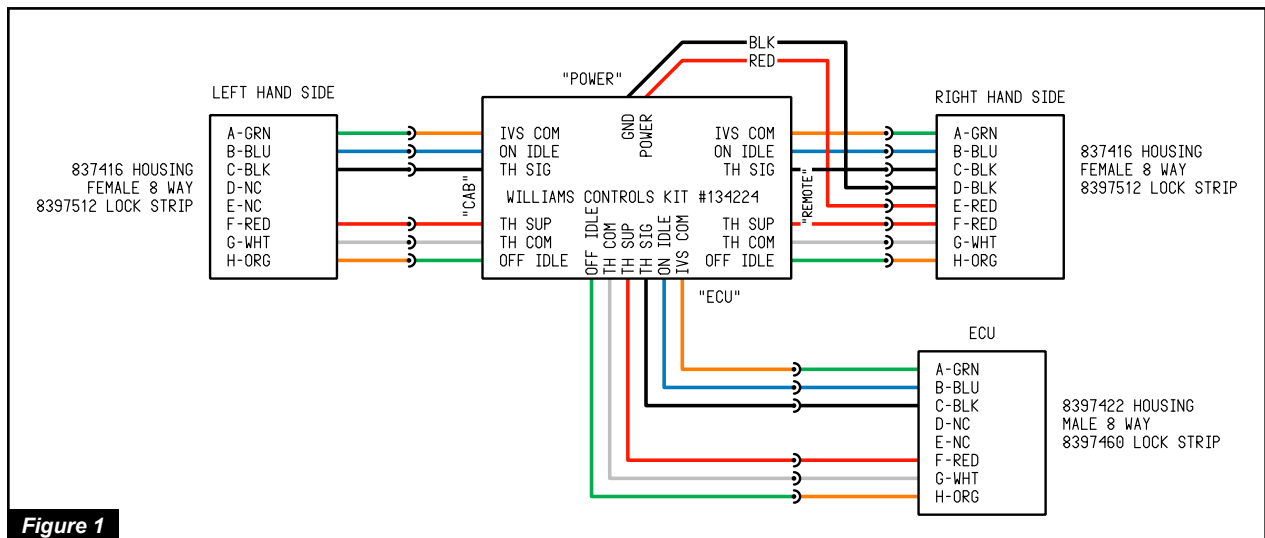 BLK
RED
"POWER"
LEFT HAND SIDE
A-GRN
B-BLU
C-BLK
D-NC
E-NC
F-RED
G-WHT
H-ORG
837416 HOUSING
FEMALE 8 WAY
8397512 LOCK STRIP
"CAB"
IVS COM
ON IDLE
TH SIG
GND
POWER
IVS COM
ON IDLE
TH SIG
WILLIAMS CONTROLS KIT #134224
TH SUP
TH COM
OFF IDLE
OFF IDLE
TH COM
TH SUP
TH SIG
ON IDLE
IVS COM
TH SUP
TH COM
OFF IDLE
"REMOTE"
"ECU"
RIGHT HAND SIDE
A-GRN
B-BLU
C-BLK
D-BLK
E-RED
F-RED
G-WHT
H-ORG
837416 HOUSING
FEMALE 8 WAY
8397512 LOCK STRIP
ECU
A-GRN
B-BLU
C-BLK
D-NC
E-NC
F-RED
G-WHT
H-ORG
8397422 HOUSING
MALE 8 WAY
8397460 LOCK STRIP
Figure 1